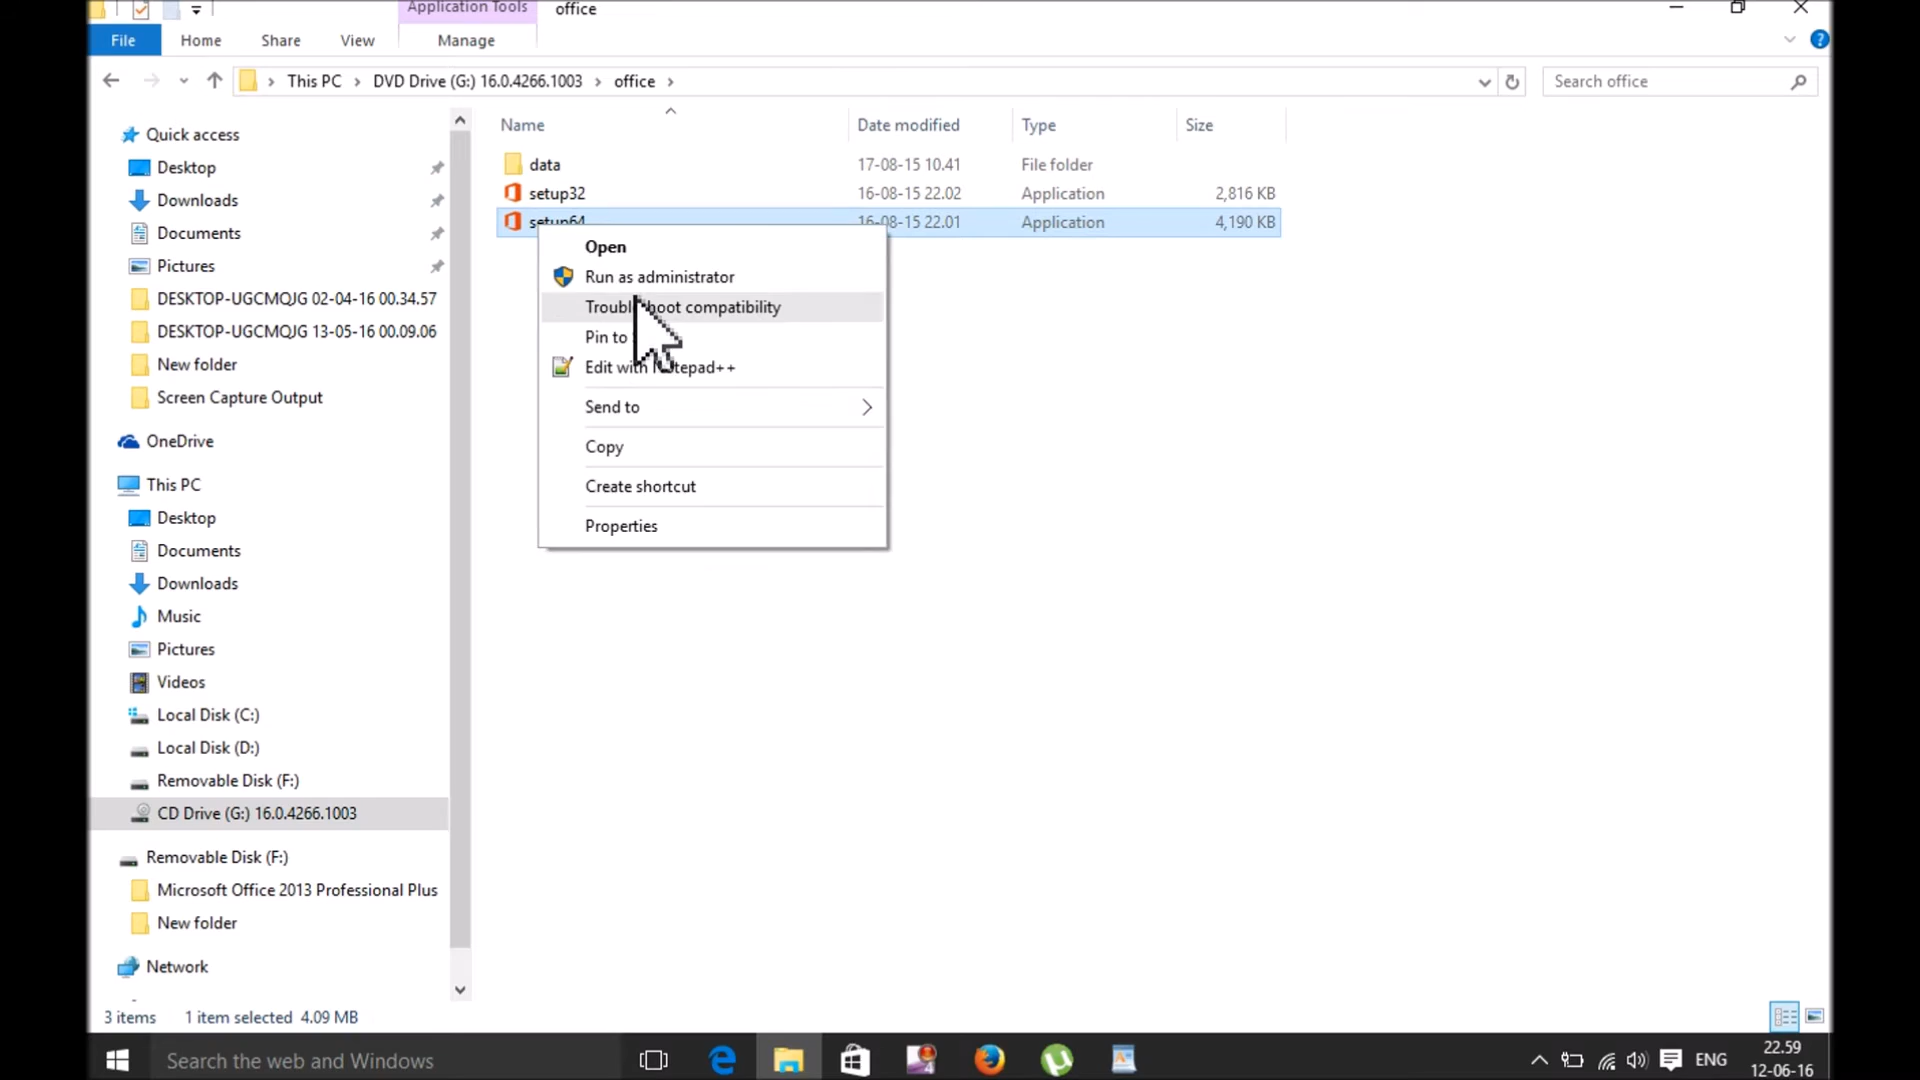 Application Tools office
File Home Share View Manage
This PC DVD Drive (G:) 16.0.4266.1003 office Search office
Name Date modified Type Size
data 17-08-15 10.41 File folder
setup32 16-08-15 22.02 Application 2,816 KB
setup64 16-08-15 22.01 Application 4,190 KB
Open
Run as administrator
Troubleshoot compatibility
Pin to
Edit with Notepad++
Send to
Copy
Create shortcut
Properties
Quick access
Desktop
Downloads
Documents
Pictures
DESKTOP-UGCMQJG 02-04-16 00.34.57
DESKTOP-UGCMQJG 13-05-16 00.09.06
New folder
Screen Capture Output
OneDrive
This PC
Desktop
Documents
Downloads
Music
Pictures
Videos
Local Disk (C:)
Local Disk (D:)
Removable Disk (F:)
CD Drive (G:) 16.0.4266.1003
Removable Disk (F:)
Microsoft Office 2013 Professional Plus
New folder
Network
3 items 1 item selected 4.09 MB
Search the web and Windows
ENG
22.59
12-06-16